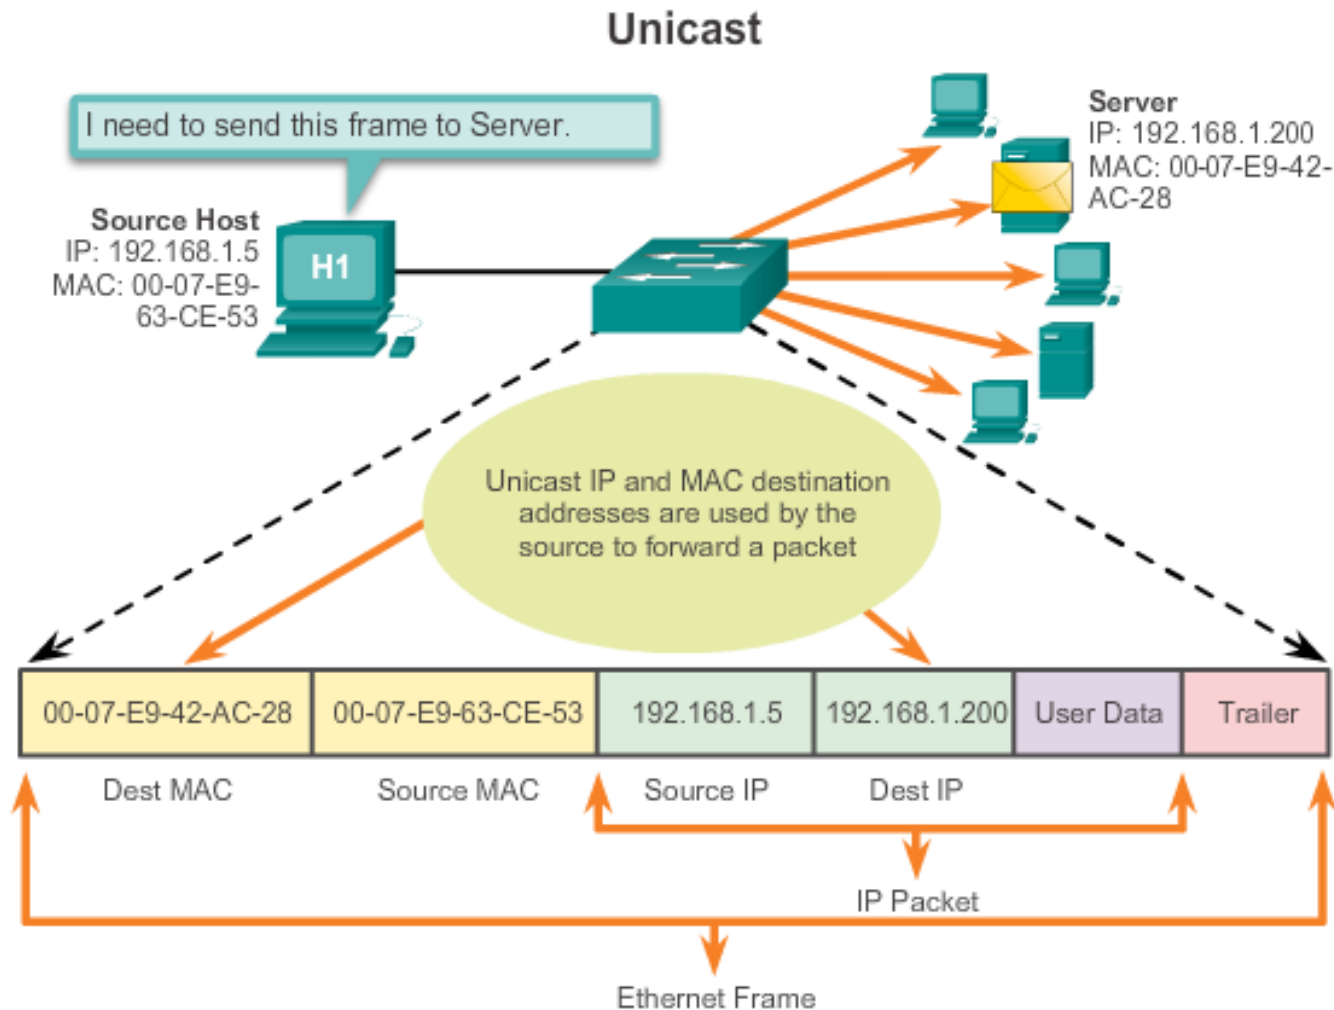 Unicast
I need to send this frame to Server.
Source Host
IP: 192.168.1.5
MAC: 00-07-E9-
63-CE-53
H1
Server
IP: 192.168.1.200
MAC: 00-07-E9-42-
AC-28
Unicast IP and MAC destination
addresses are used by the
source to forward a packet
00-07-E9-42-AC-28 00-07-E9-63-CE-53 192.168.1.5 192.168.1.200 User Data Trailer
Dest MAC Source MAC Source IP Dest IP
IP Packet
Ethernet Frame